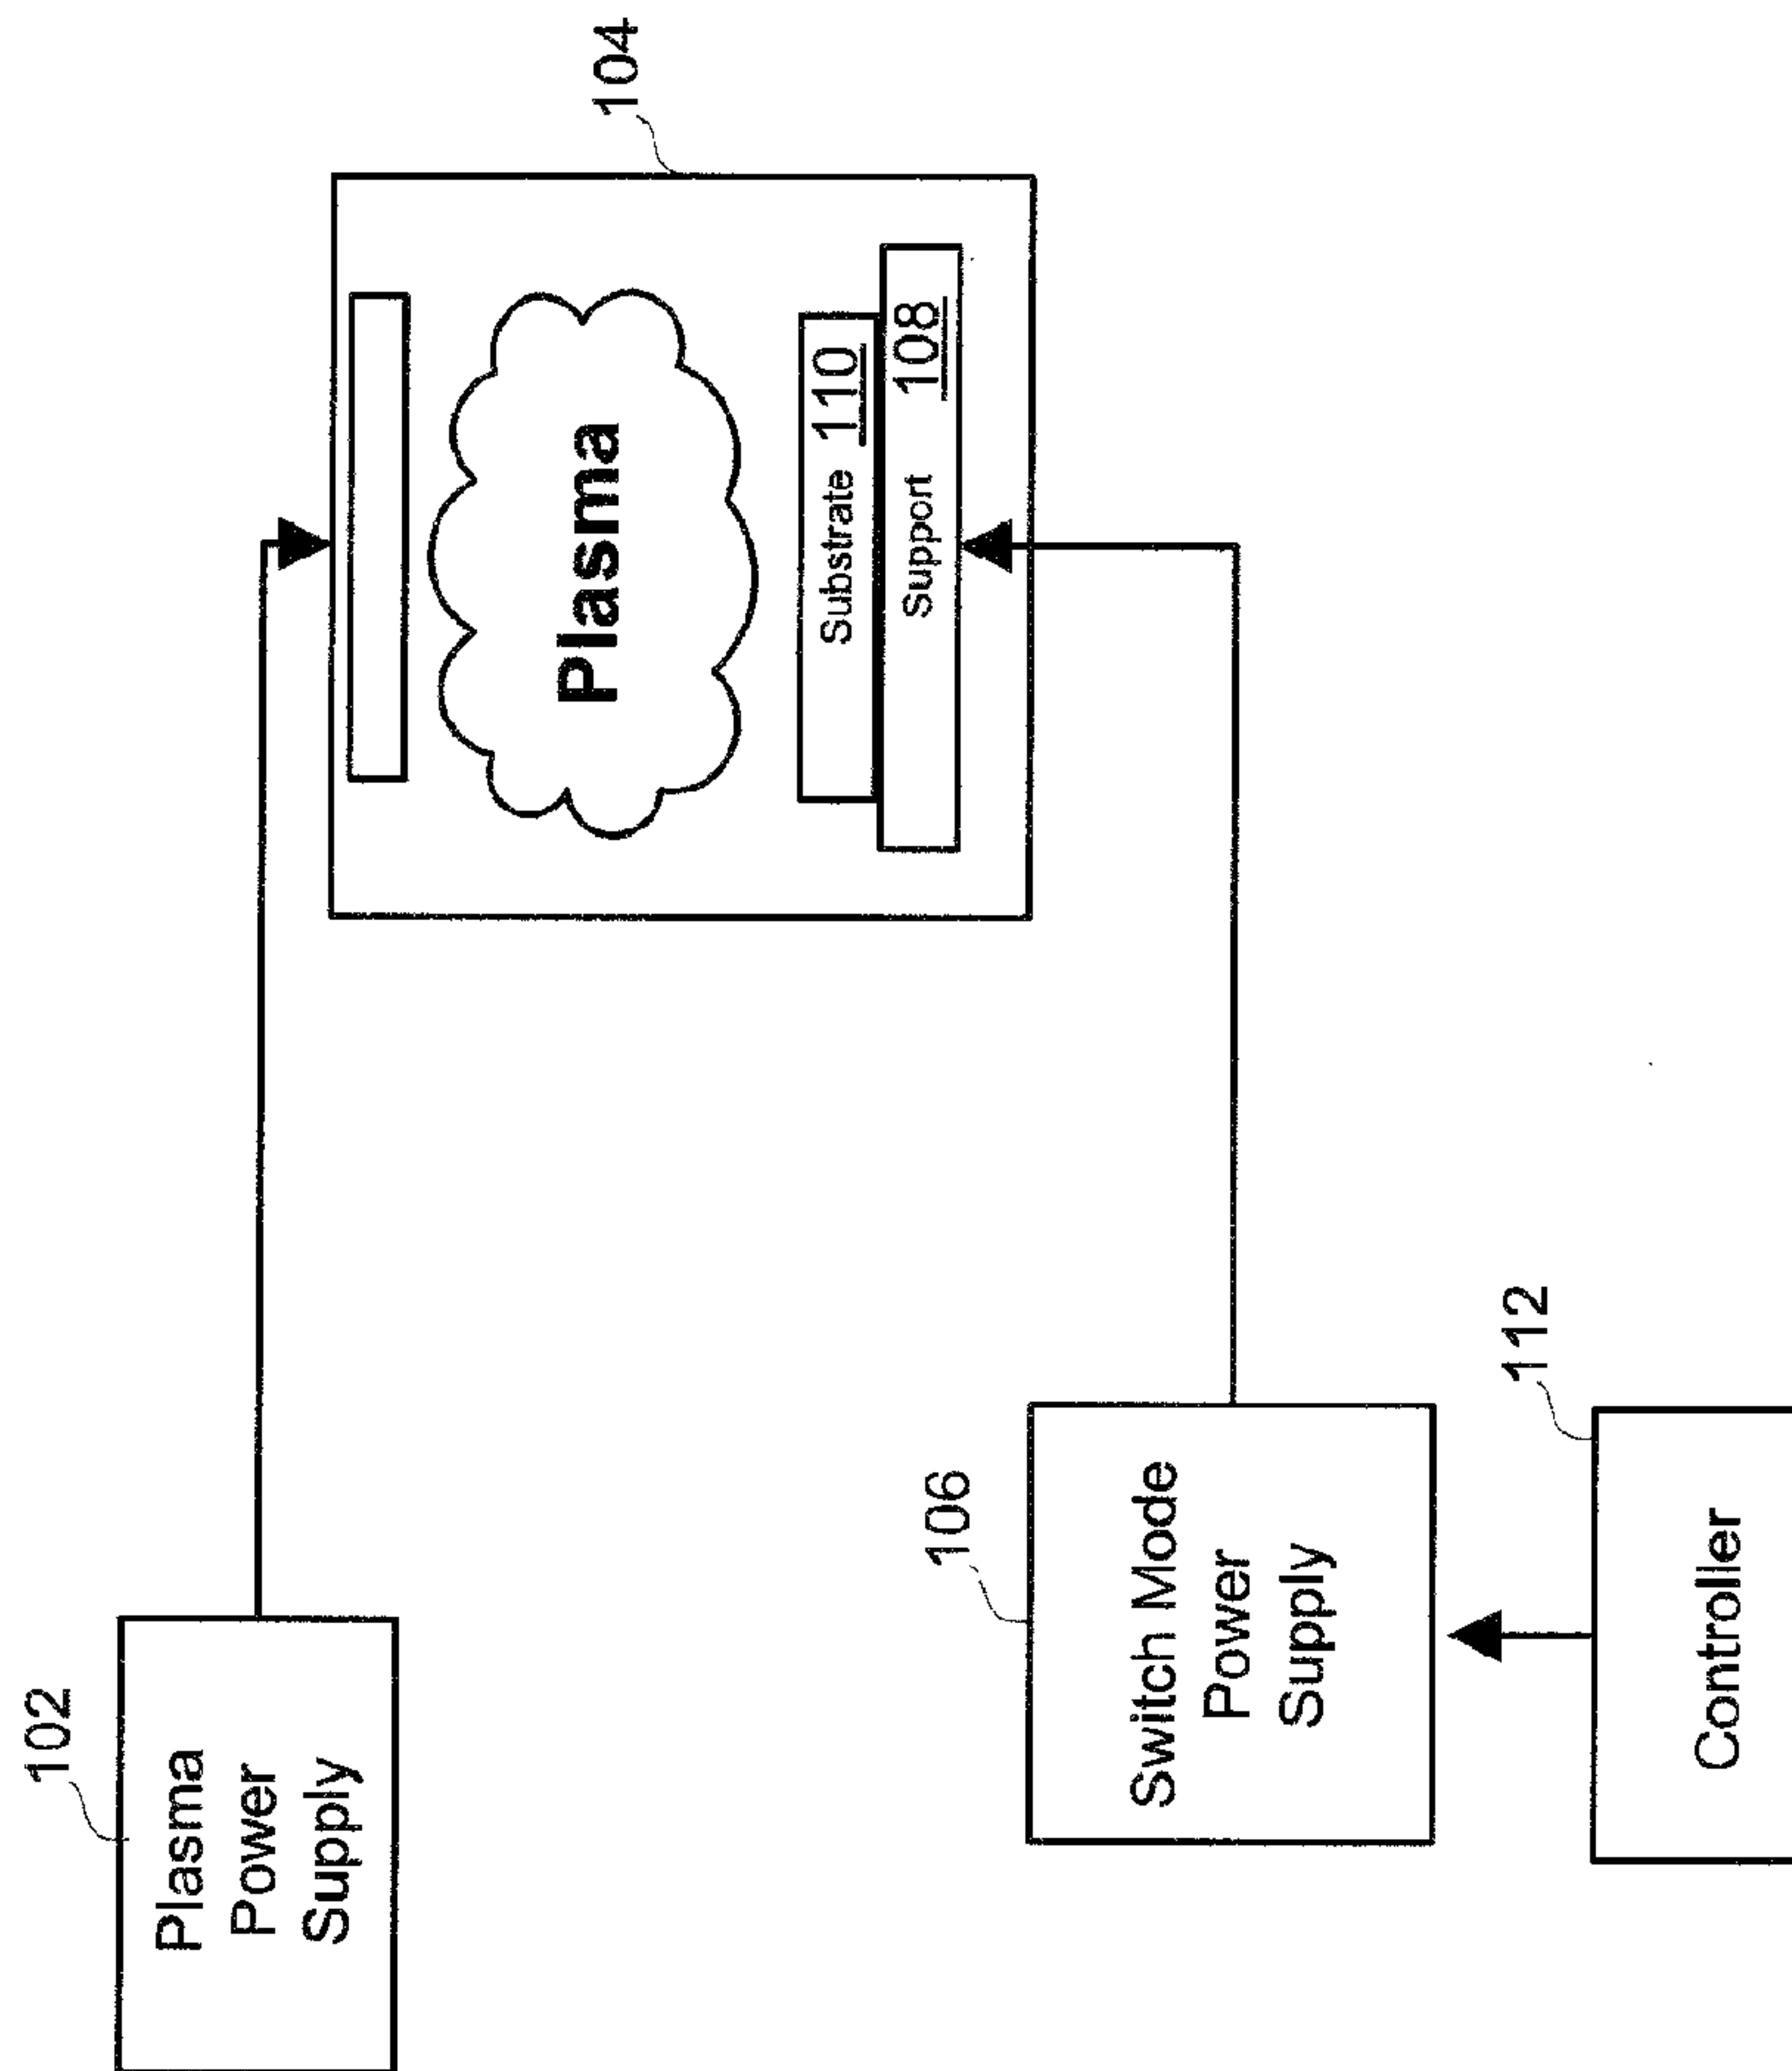 102
Plasma
Power
Supply
104
Plasma
Substrate 110
Support 108
106
Switch Mode
Power
Supply
112
Controller